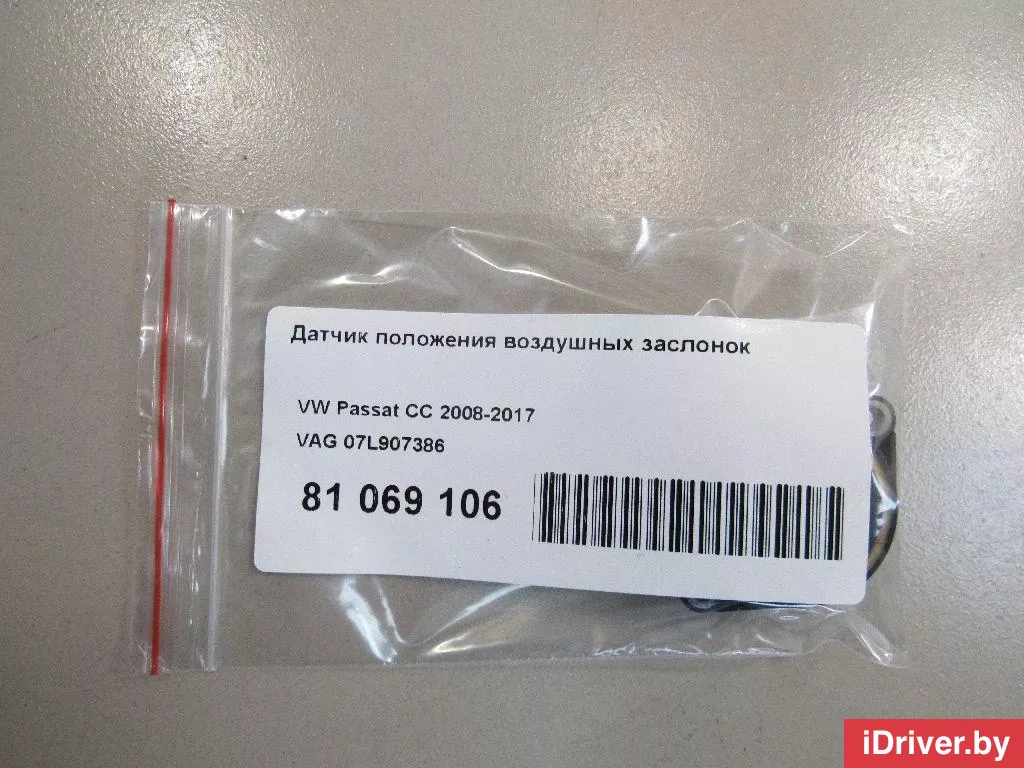 Датчик положения воздушных заслонок
VW Passat CC 2008-2017
VAG 07L907386
81 069 106
iDriver.by